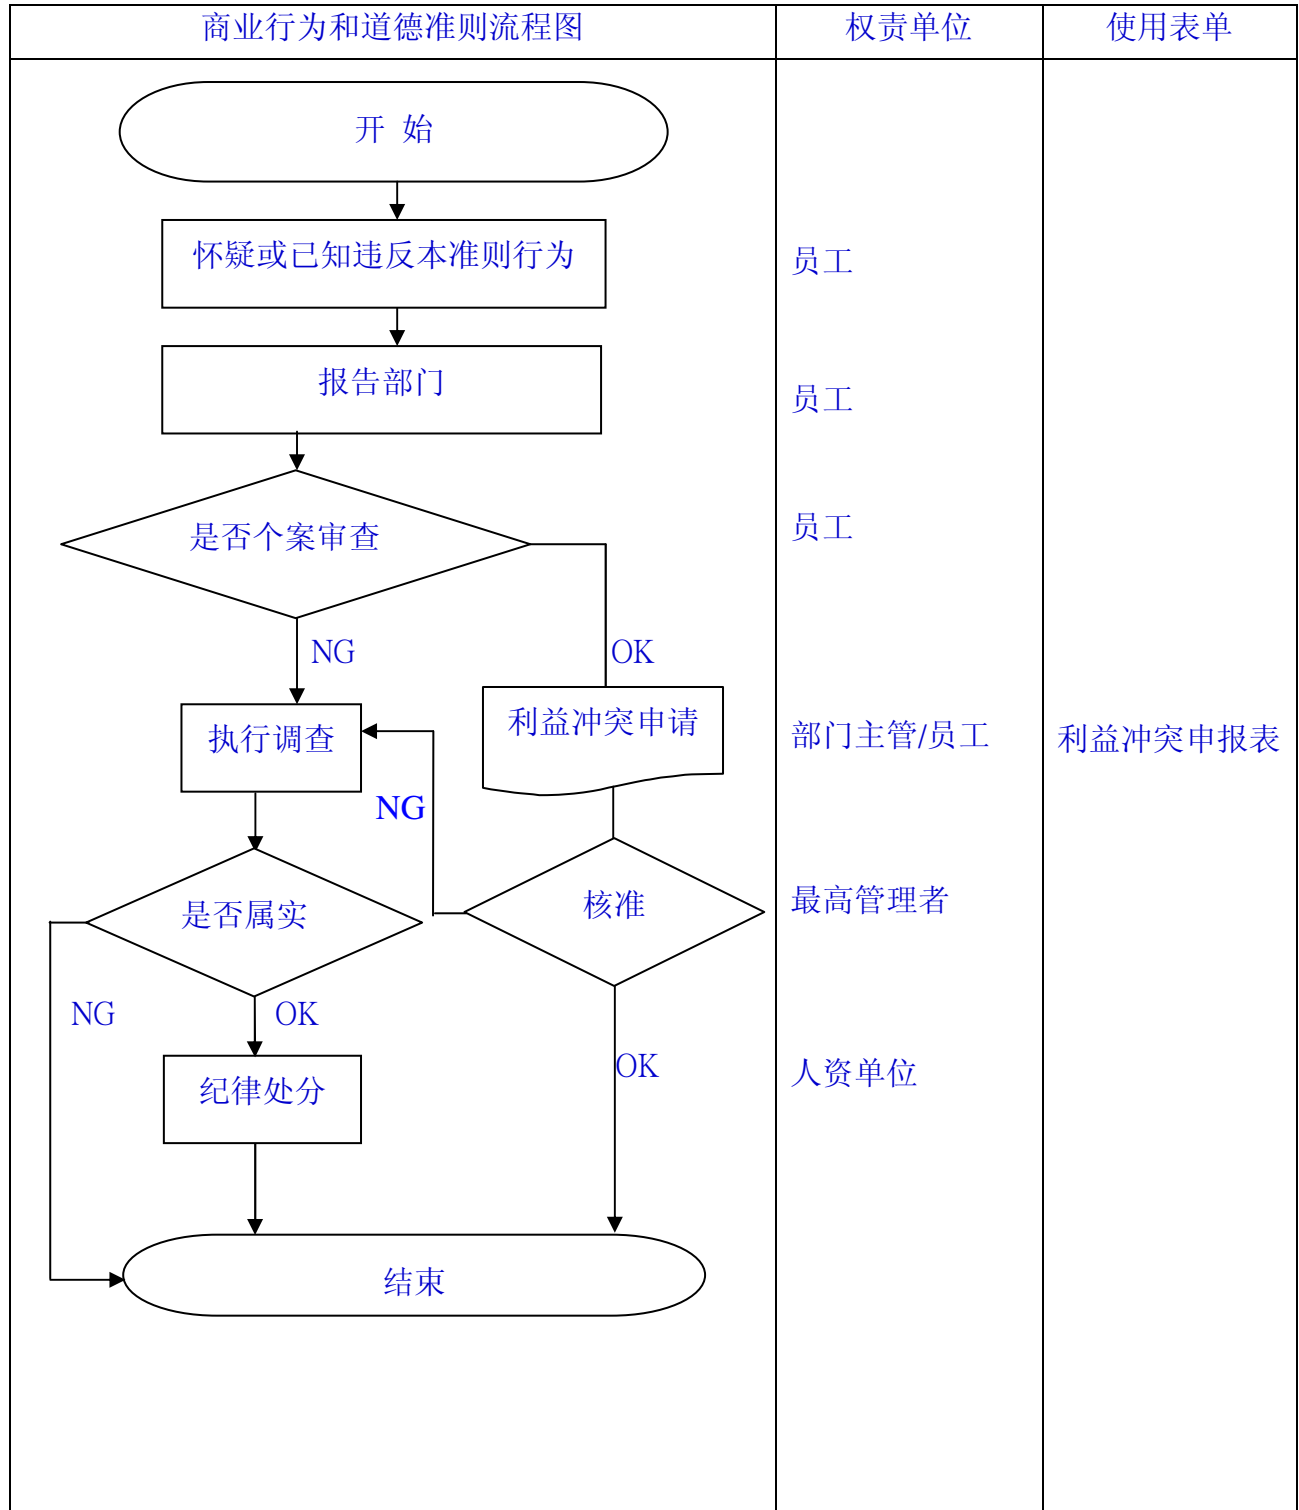 商业行为和道德准则流程图 权责单位 使用表单
开 始
怀疑或已知违反本准则行为 员工
报告部门 员工
是否个案审查 员工
NG OK
执行调查 利益冲突申请 部门主管/员工 利益冲突申报表
NG
是否属实 核准 最高管理者
NG OK
OK
纪律处分 人资单位
结束